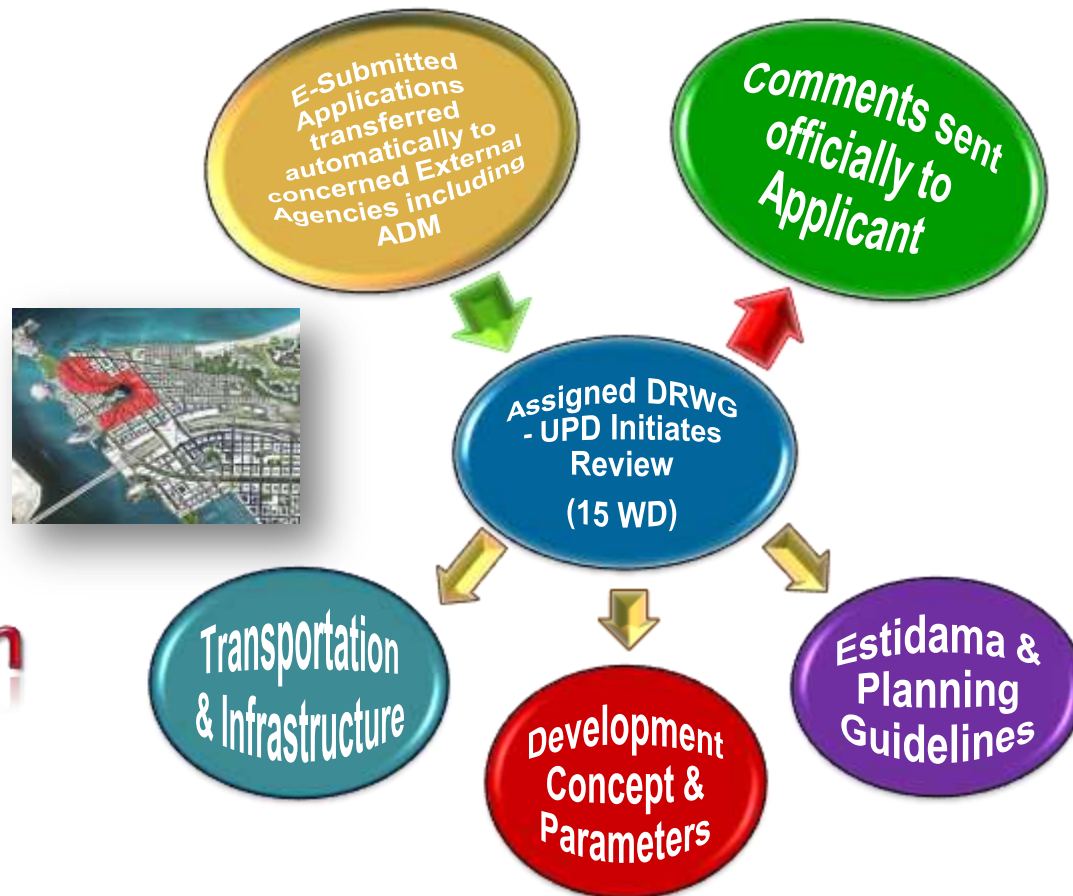 E-Submitted
Applications
transferred
automatically to
concerned External
Agencies including
ADM
Comments sent
officially to
Applicant
Assigned DRWG
- UPD Initiates
Review
(15 WD)
Transportation
& Infrastructure
Development
Concept &
Parameters
Estidama &
Planning
Guidelines
n